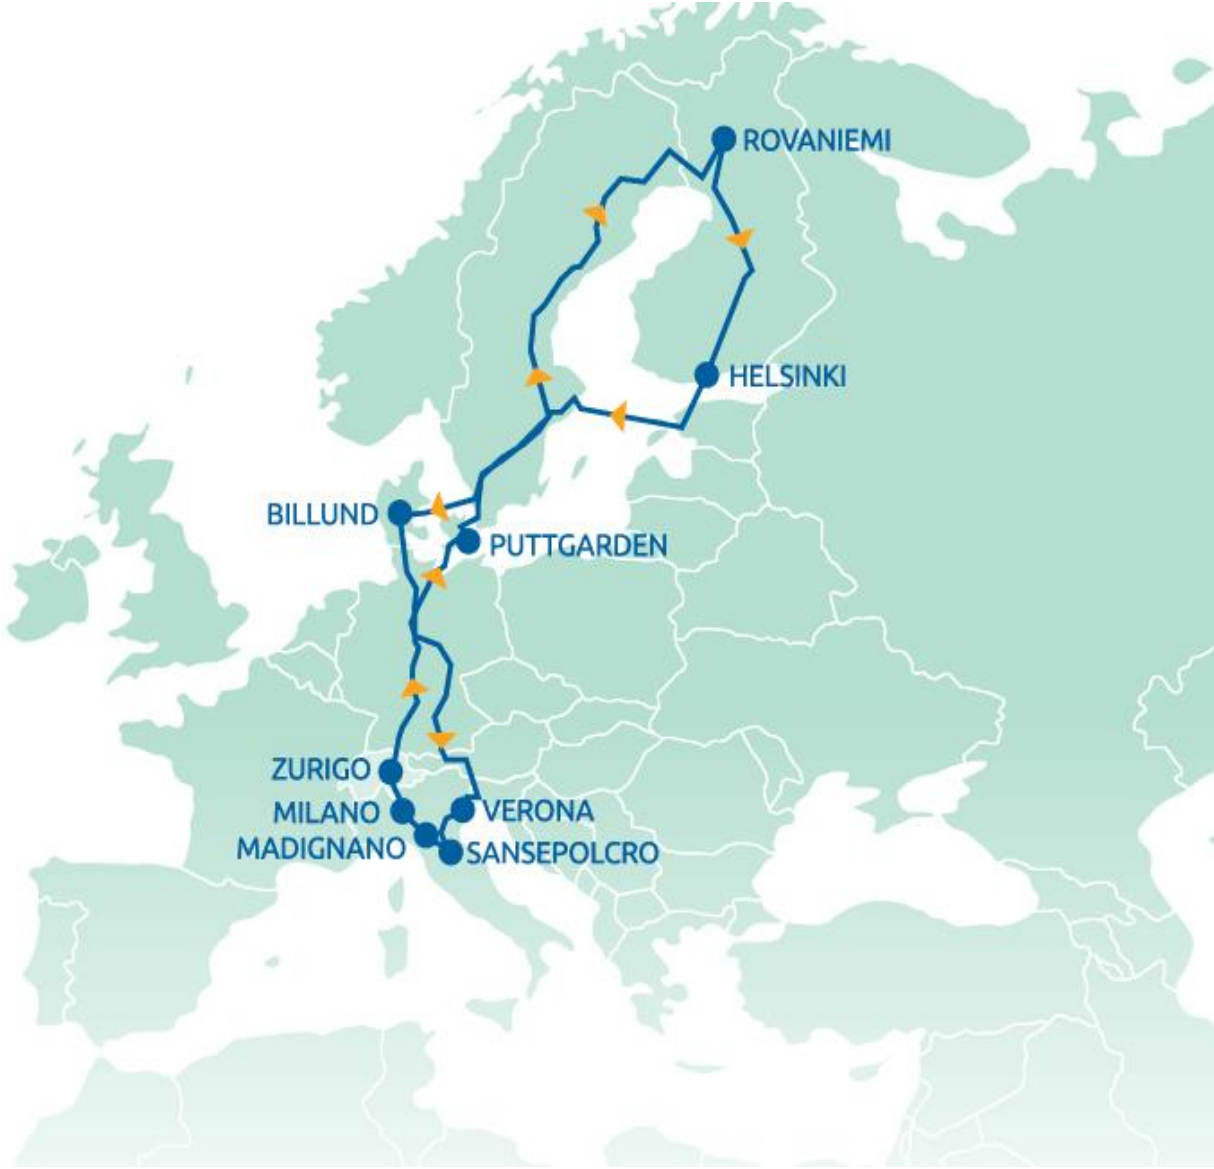 ROVANIEMI
HELSINKI
BILLUND
PUTTGARDEN
ZURIGO
MILANO
VERONA
MADIGNANO
SANSEPOLCRO